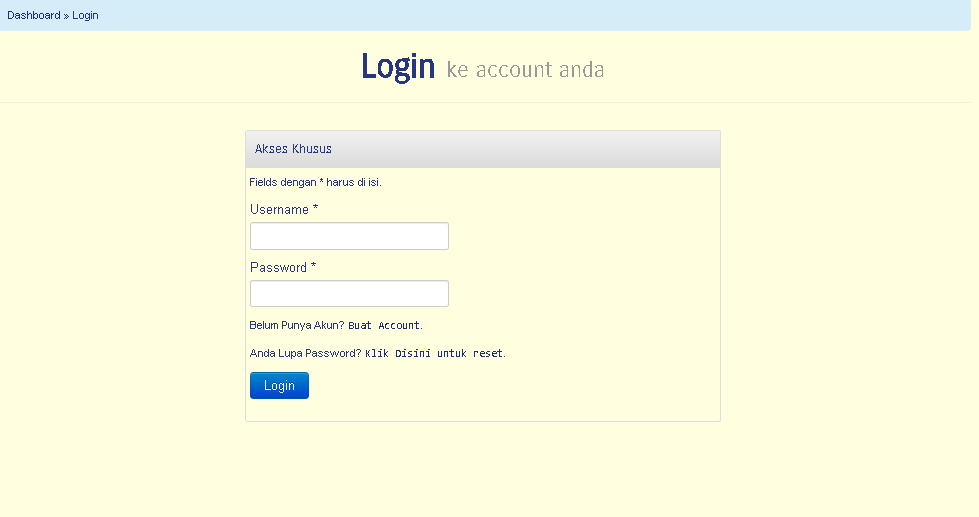 Dashboard » Login
Login ke account anda
Akses Khusus
Fields dengan * harus di isi.
Username *
Password *
Belum Punya Akun? Buat Account.
Anda Lupa Password? Klik Disini untuk reset.
Login